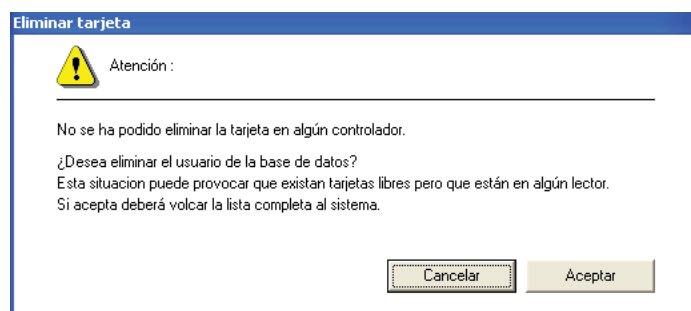 Eliminar tarjeta
Atención :
No se ha podido eliminar la tarjeta en algún controlador.
¿Desea eliminar el usuario de la base de datos?
Esta situacion puede provocar que existan tarjetas libres pero que están en algún lector.
Si acepta deberá volcar la lista completa al sistema.
Cancelar Aceptar